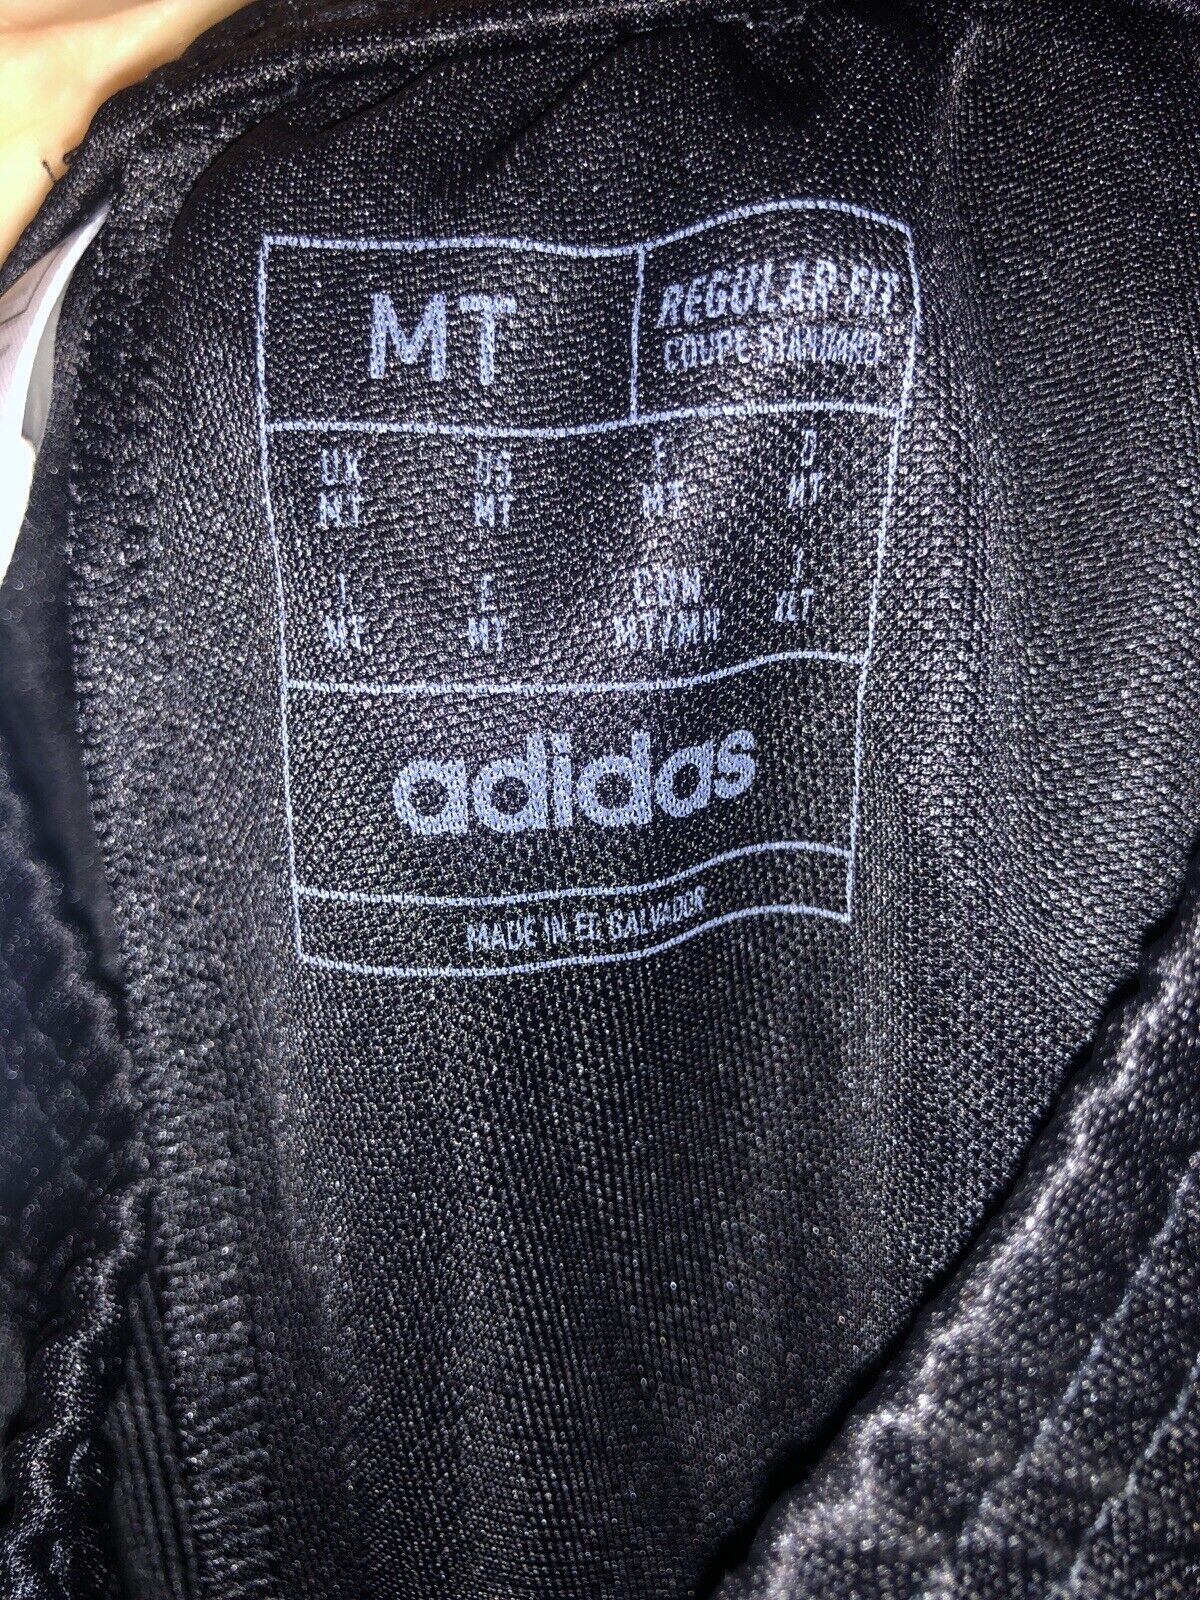 MT
REGULAR FIT
COUPE STANDARD
UK US F D
MT MT MT MT
I E CDN J
MT MT MT/MH XLT
adidas
MADE IN EL SALVADOR